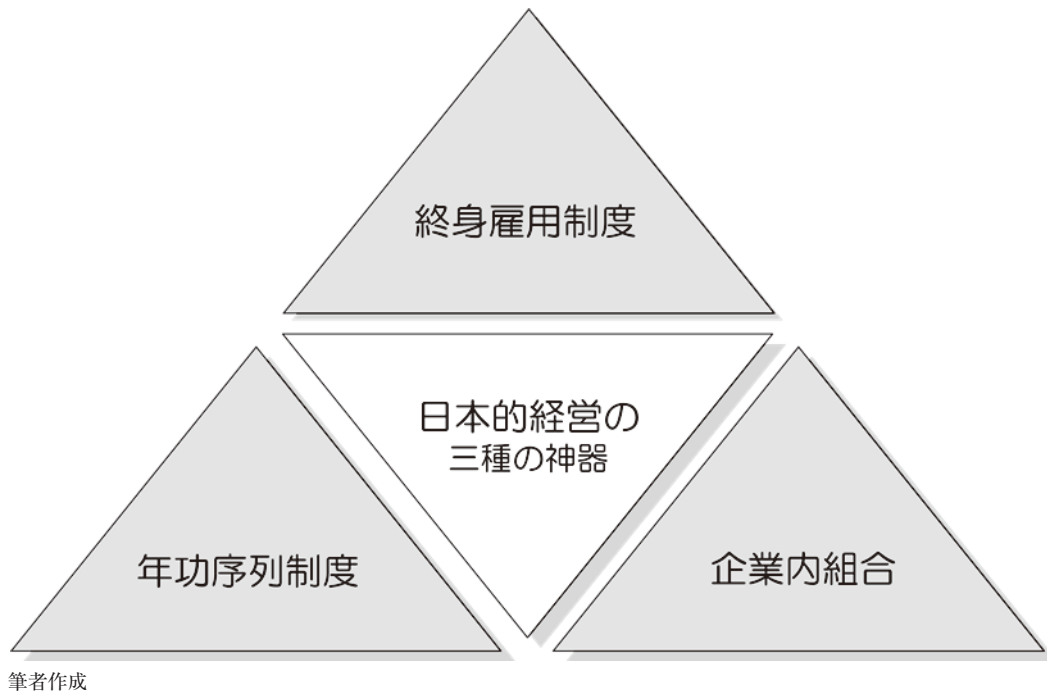 終身雇用制度
日本的経営の
三種の神器
年功序列制度
企業内組合
筆者作成